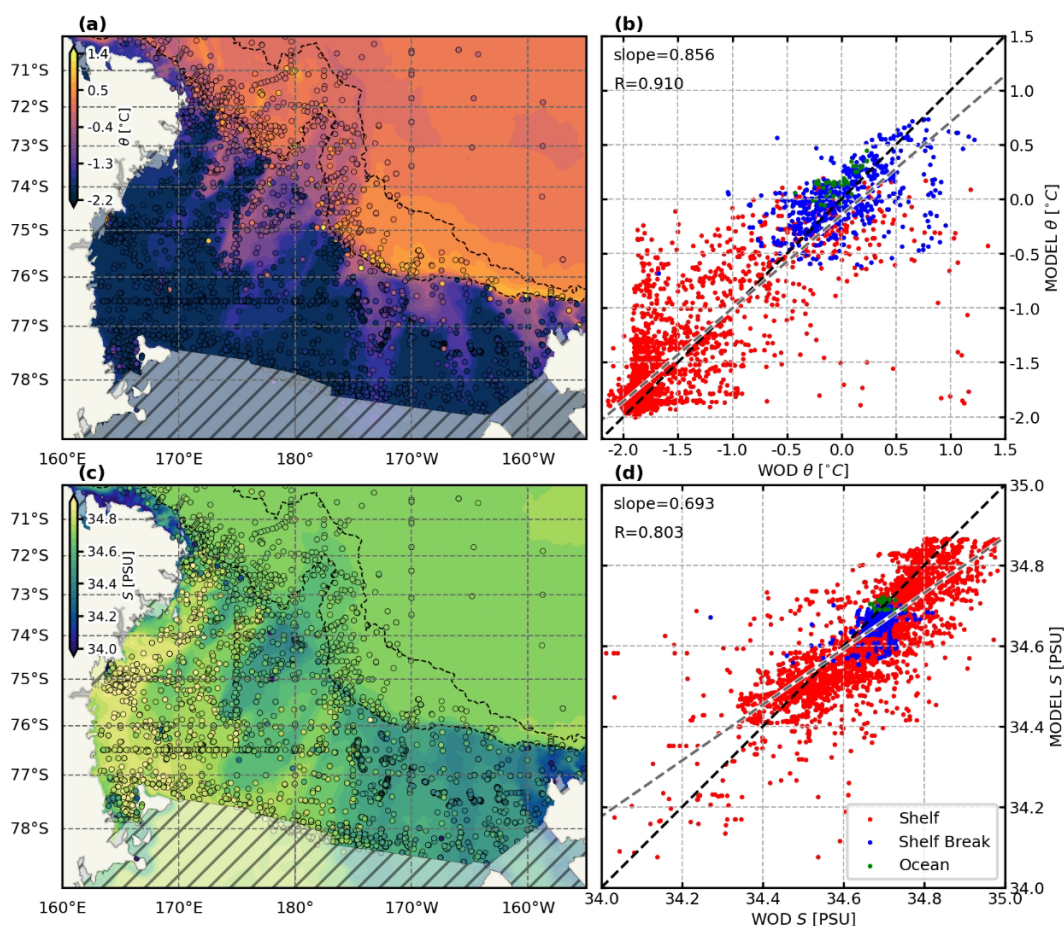 (a)
1.4
0.5
-0.4
-1.3
-2.2
θ [°C]
71°S
72°S
73°S
74°S
75°S
76°S
77°S
78°S
160°E
170°E
180°
170°W
160°W
(b)
slope=0.856
R=0.910
1.5
1.0
0.5
0.0
-0.5
-1.0
-1.5
-2.0
MODEL θ [°C]
-2.0
-1.5
-1.0
-0.5
0.0
0.5
1.0
1.5
WOD θ [°C]
(c)
34.8
34.6
34.4
34.2
34.0
S [PSU]
71°S
72°S
73°S
74°S
75°S
76°S
77°S
78°S
160°E
170°E
180°
170°W
160°W
(d)
slope=0.693
R=0.803
35.0
34.8
34.6
34.4
34.2
34.0
MODEL S [PSU]
Shelf
Shelf Break
Ocean
34.0
34.2
34.4
34.6
34.8
35.0
WOD S [PSU]